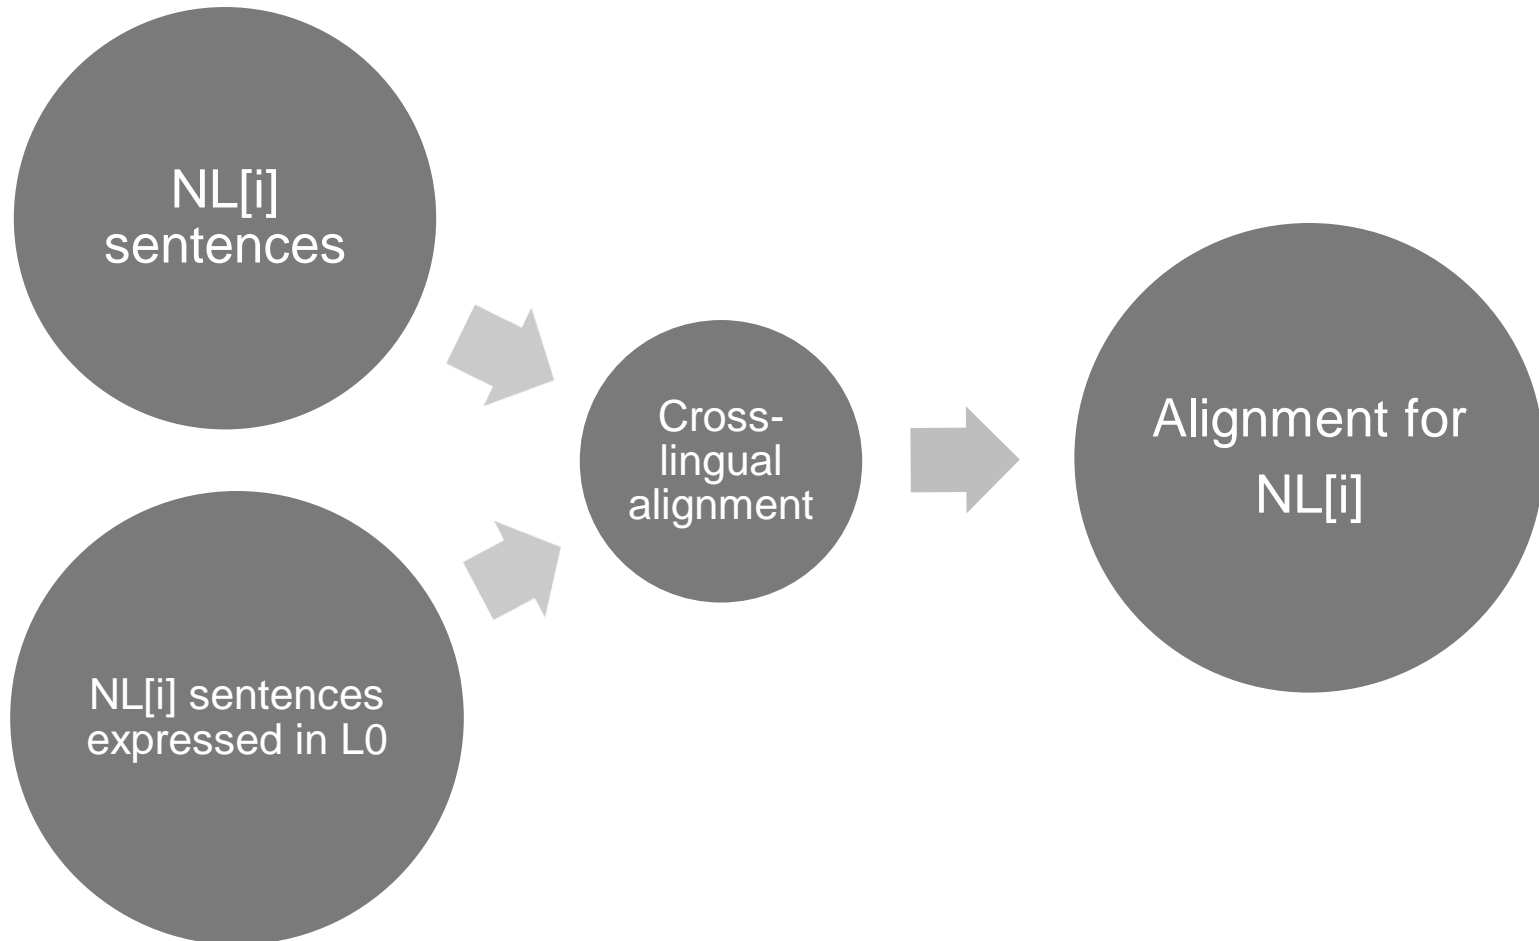 NL[i]
sentences
NL[i] sentences
expressed in L0
Cross-
lingual
alignment
Alignment for
NL[i]